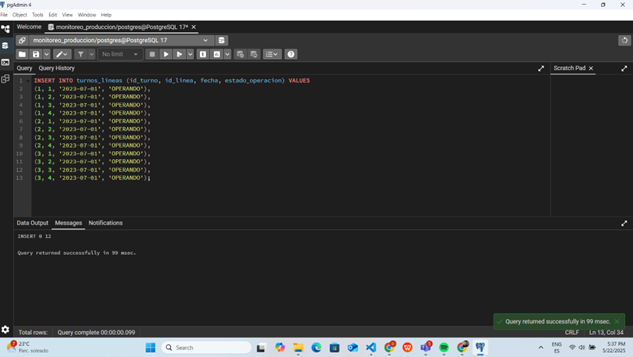 pgAdmin 4
File Object Tools Edit View Window Help
Welcome monitoreo_produccion/postgres@PostgreSQL 17* X
monitoreo_produccion/postgres@PostgreSQL 17
No limit
Query Query History
Scratch Pad X
1 INSERT INTO turnos_lineas (id_turno, id_linea, fecha, estado_operacion) VALUES
2 (1, 1, '2023-07-01', 'OPERANDO'),
3 (1, 2, '2023-07-01', 'OPERANDO'),
4 (1, 3, '2023-07-01', 'OPERANDO'),
5 (1, 4, '2023-07-01', 'OPERANDO'),
6 (2, 1, '2023-07-01', 'OPERANDO'),
7 (2, 2, '2023-07-01', 'OPERANDO'),
8 (2, 3, '2023-07-01', 'OPERANDO'),
9 (2, 4, '2023-07-01', 'OPERANDO'),
10 (3, 1, '2023-07-01', 'OPERANDO'),
11 (3, 2, '2023-07-01', 'OPERANDO'),
12 (3, 3, '2023-07-01', 'OPERANDO'),
13 (3, 4, '2023-07-01', 'OPERANDO');
Data Output Messages Notifications
INSERT 0 12
Query returned successfully in 99 msec.
Query returned successfully in 99 msec. X
Total rows: Query complete 00:00:00.099 CRLF Ln 13, Col 34
23°C
Parc. soleado
Search
ENG
ES
5:37 PM
5/22/2025